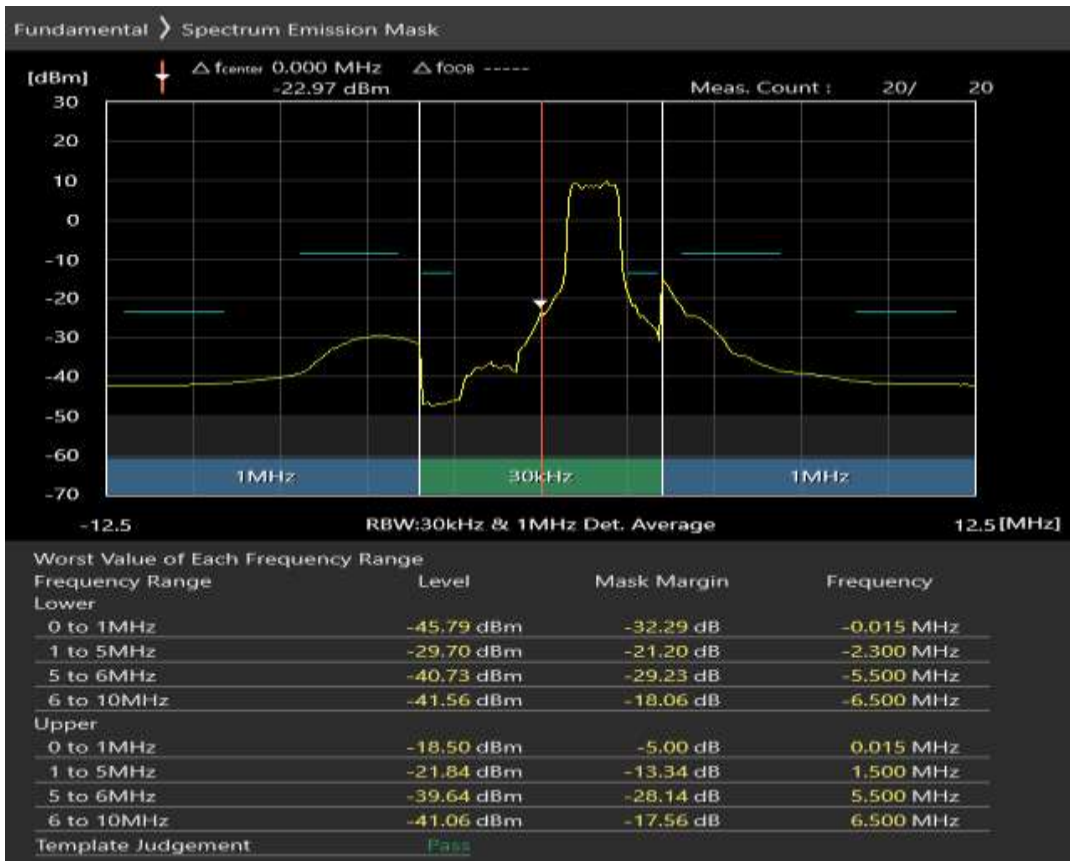 Fundamental ❯ Spectrum Emission Mask
[dBm] △ fcenter 0.000 MHz △ fOOB -----
-22.97 dBm Meas. Count : 20/ 20
30
20
10
0
-10
-20
-30
-40
-50
-60
-70
1MHz 30kHz 1MHz
-12.5 RBW:30kHz & 1MHz Det. Average 12.5 [MHz]
Worst Value of Each Frequency Range
Frequency Range Level Mask Margin Frequency
Lower
0 to 1MHz -45.79 dBm -32.29 dB -0.015 MHz
1 to 5MHz -29.70 dBm -21.20 dB -2.300 MHz
5 to 6MHz -40.73 dBm -29.23 dB -5.500 MHz
6 to 10MHz -41.56 dBm -18.06 dB -6.500 MHz
Upper
0 to 1MHz -18.50 dBm -5.00 dB 0.015 MHz
1 to 5MHz -21.84 dBm -13.34 dB 1.500 MHz
5 to 6MHz -39.64 dBm -28.14 dB 5.500 MHz
6 to 10MHz -41.06 dBm -17.56 dB 6.500 MHz
Template Judgement Pass